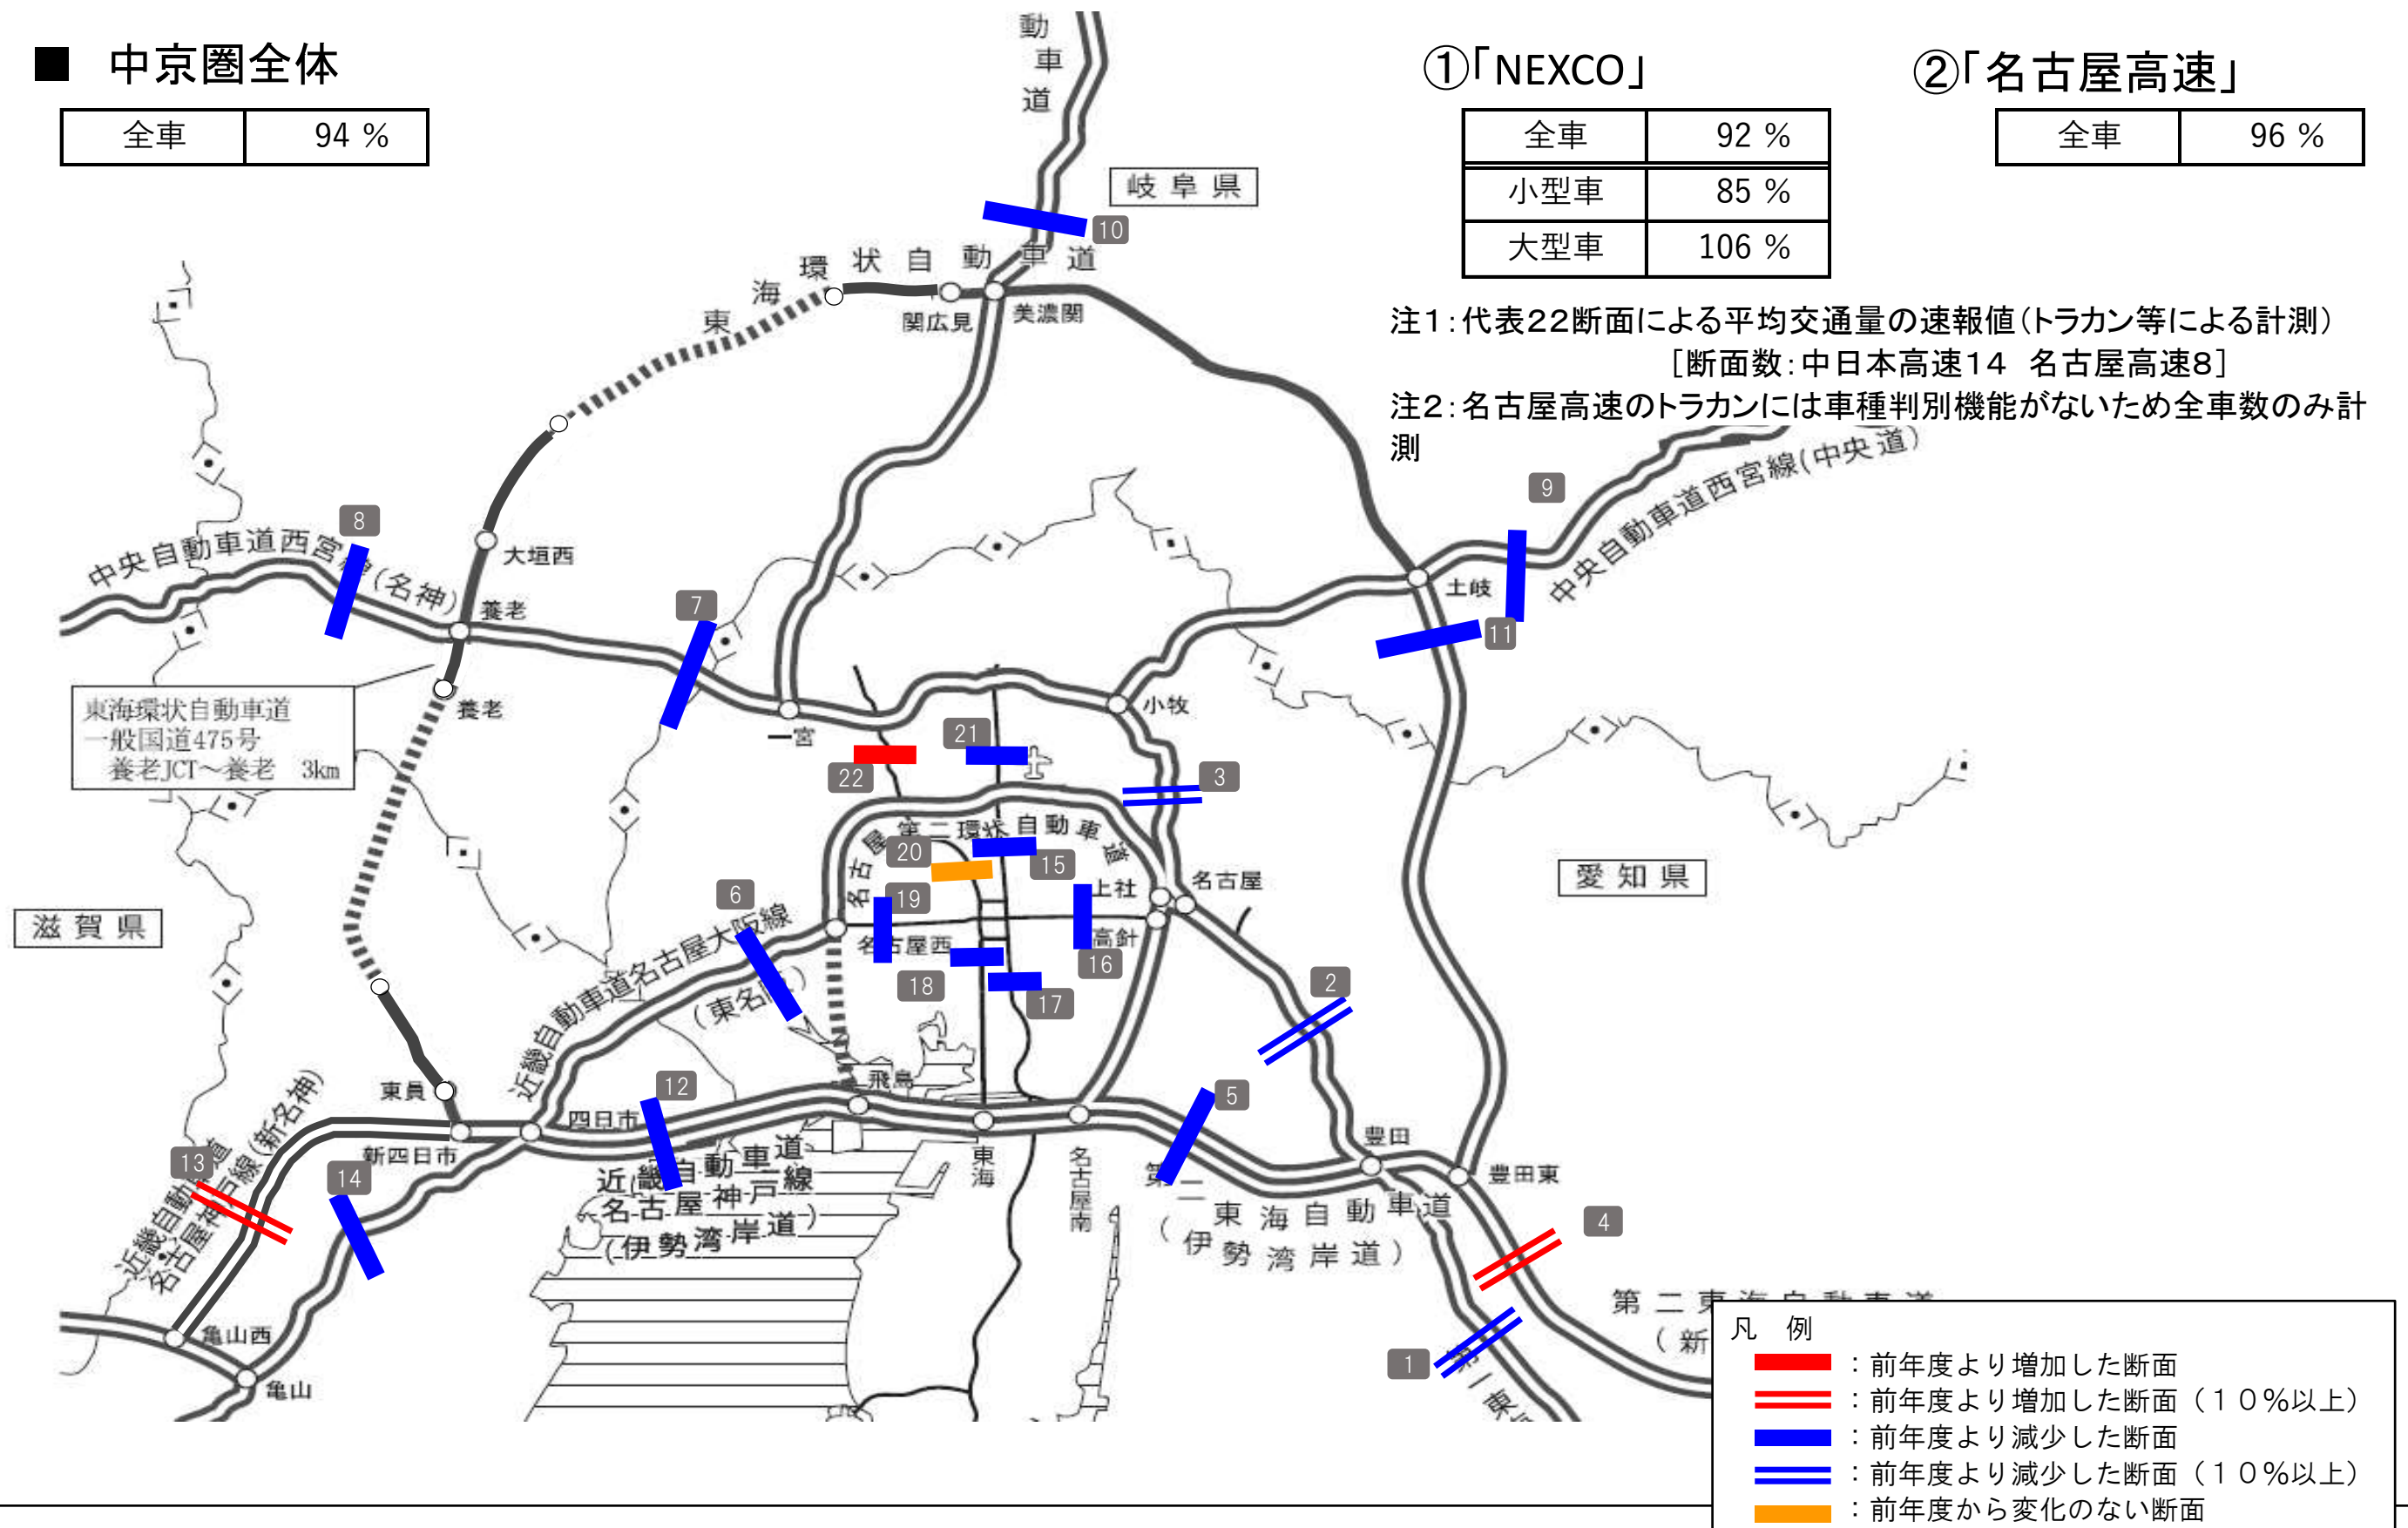 ■ 中京圏全体
全車 94 %
①「NEXCO」
全車 92 %
小型車 85 %
大型車 106 %
②「名古屋高速」
全車 96 %
注1：代表22断面による平均交通量の速報値（トラカン等による計測）
［断面数：中日本高速14 名古屋高速8］
注2：名古屋高速のトラカンには車種判別機能がないため全車数のみ計
測
動車道
岐阜県
10
東海環状自動車道
関広見
美濃関
9
中央自動車道西宮線(中央道)
8
中央自動車道西宮線(名神)
大垣西
養老
7
土岐
11
東海環状自動車道
一般国道475号
養老JCT～養老 3km
養老
一宮
小牧
21
22
3
名古屋第二環状自動車道
20
15
上社
名古屋
愛知県
19
6
滋賀県
名古屋西
高針
16
18
17
2
近畿自動車道名古屋大阪線
(東名阪)
東員
飛島
12
四日市
5
新四日市
13
14
豊田
豊田東
東海
名古屋南
近畿自動車道
名古屋神戸線(新名神)
近畿自動車道
名古屋神戸線
(伊勢湾岸道)
第二東海自動車道
(伊勢湾岸道)
4
亀山西
亀山
1
第一東
第二東海自動車道
(新
凡 例
：前年度より増加した断面
：前年度より増加した断面（１０％以上）
：前年度より減少した断面
：前年度より減少した断面（１０％以上）
：前年度から変化のない断面